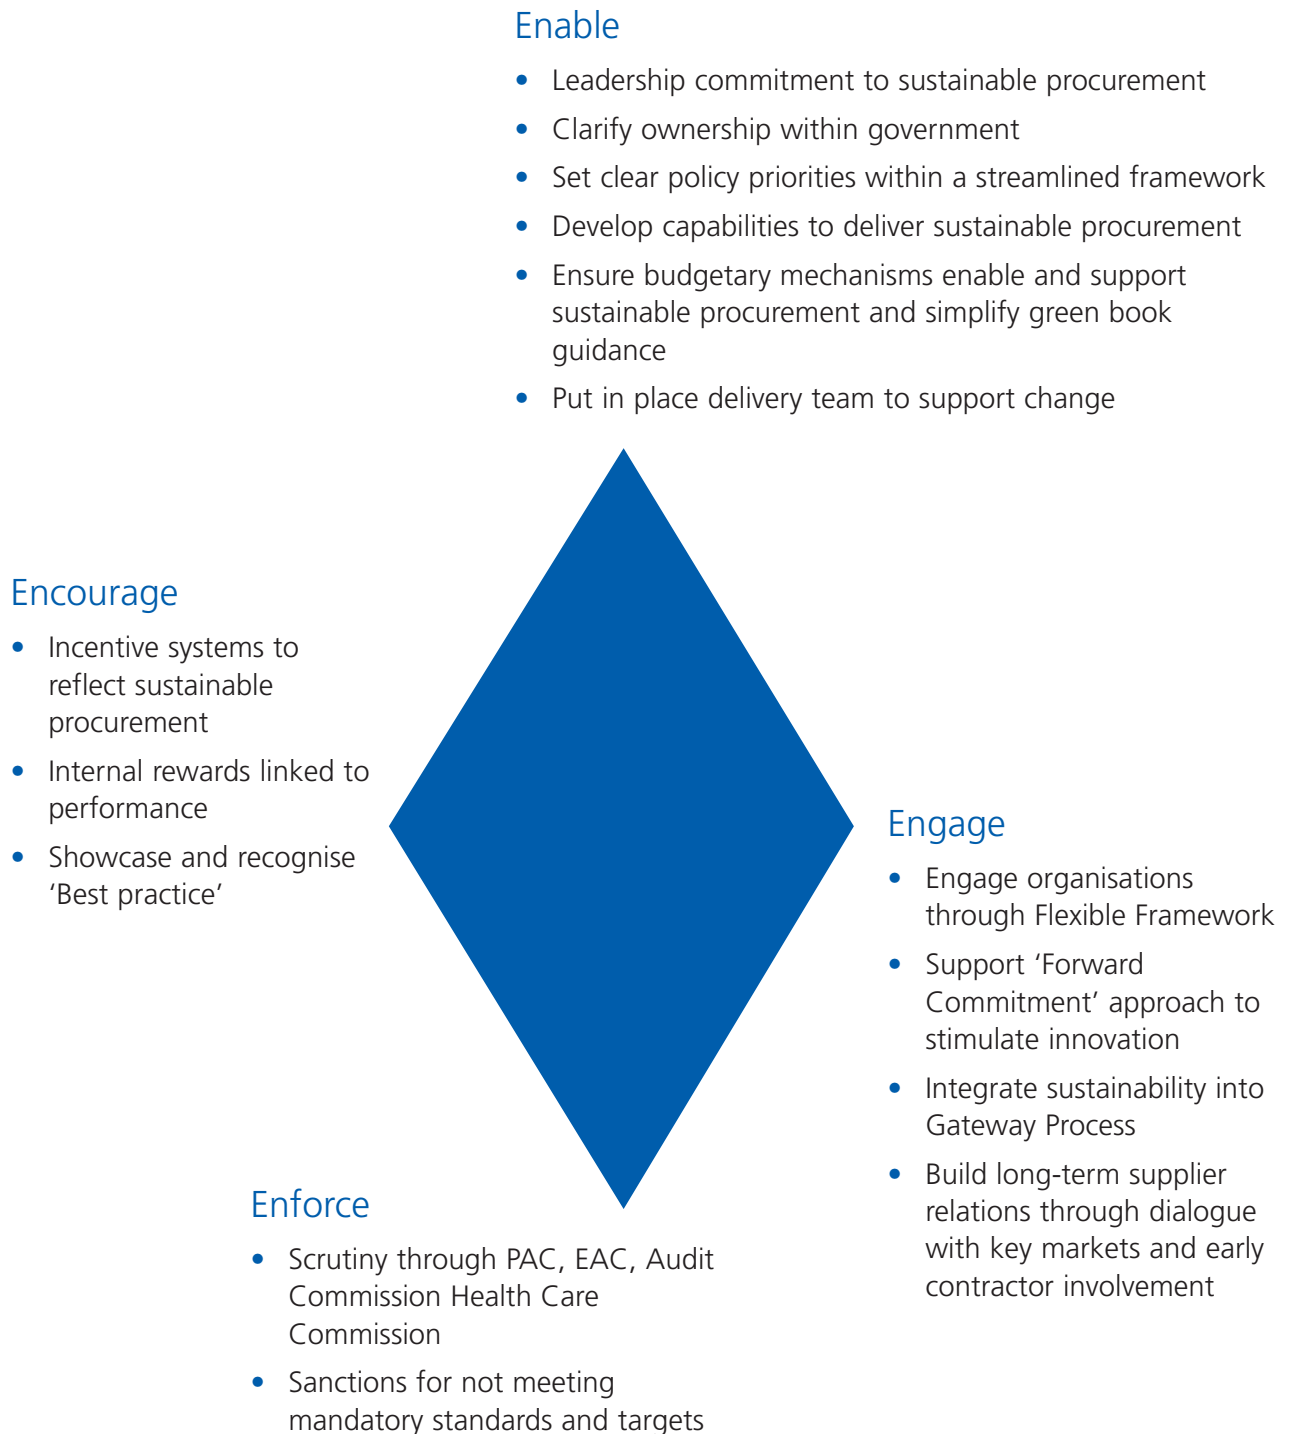 Enable
• Leadership commitment to sustainable procurement
• Clarify ownership within government
• Set clear policy priorities within a streamlined framework
• Develop capabilities to deliver sustainable procurement
• Ensure budgetary mechanisms enable and support
sustainable procurement and simplify green book
guidance
• Put in place delivery team to support change
Encourage
• Incentive systems to
reflect sustainable
procurement
• Internal rewards linked to
performance
• Showcase and recognise
‘Best practice’
Engage
• Engage organisations
through Flexible Framework
• Support ‘Forward
Commitment’ approach to
stimulate innovation
• Integrate sustainability into
Gateway Process
• Build long-term supplier
relations through dialogue
with key markets and early
contractor involvement
Enforce
• Scrutiny through PAC, EAC, Audit
Commission Health Care
Commission
• Sanctions for not meeting
mandatory standards and targets